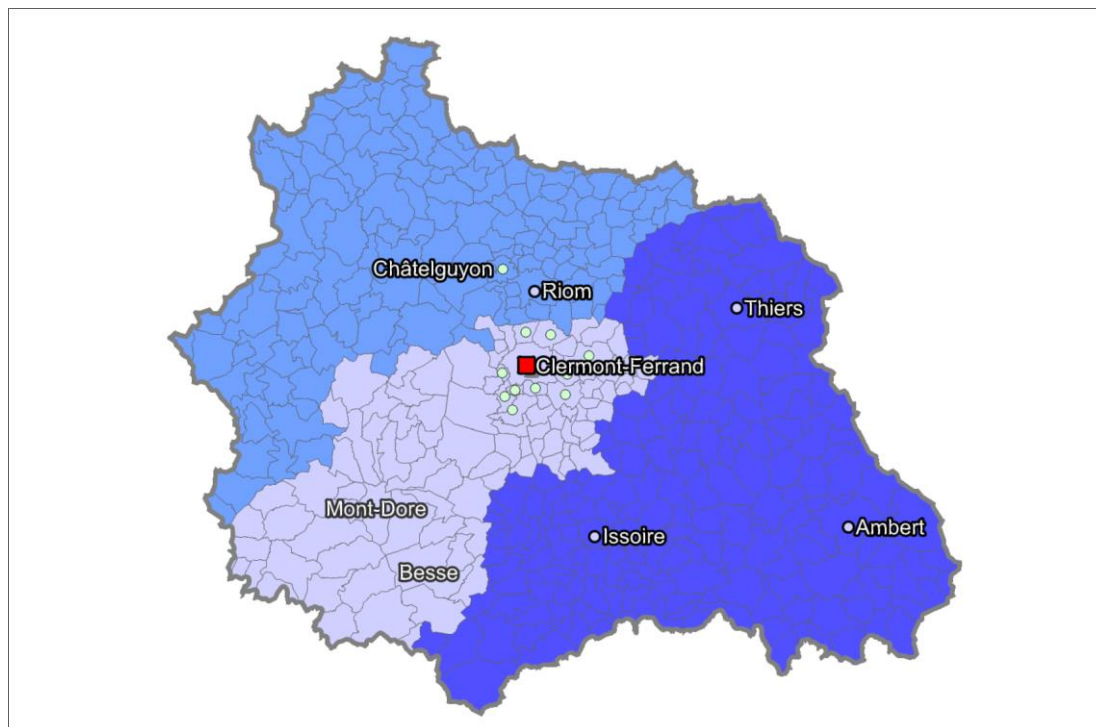 Châtelguyon
Riom
Thiers
Clermont-Ferrand
Mont-Dore
Ambert
Issoire
Besse